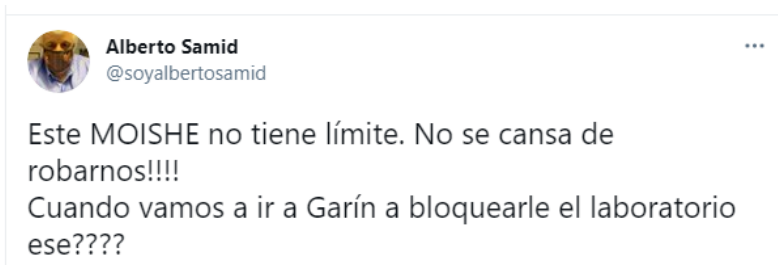 Alberto Samid
@soyalbertosamid
Este MOISHE no tiene límite. No se cansa de
robarnos!!!!
Cuando vamos a ir a Garín a bloquearle el laboratorio
ese????